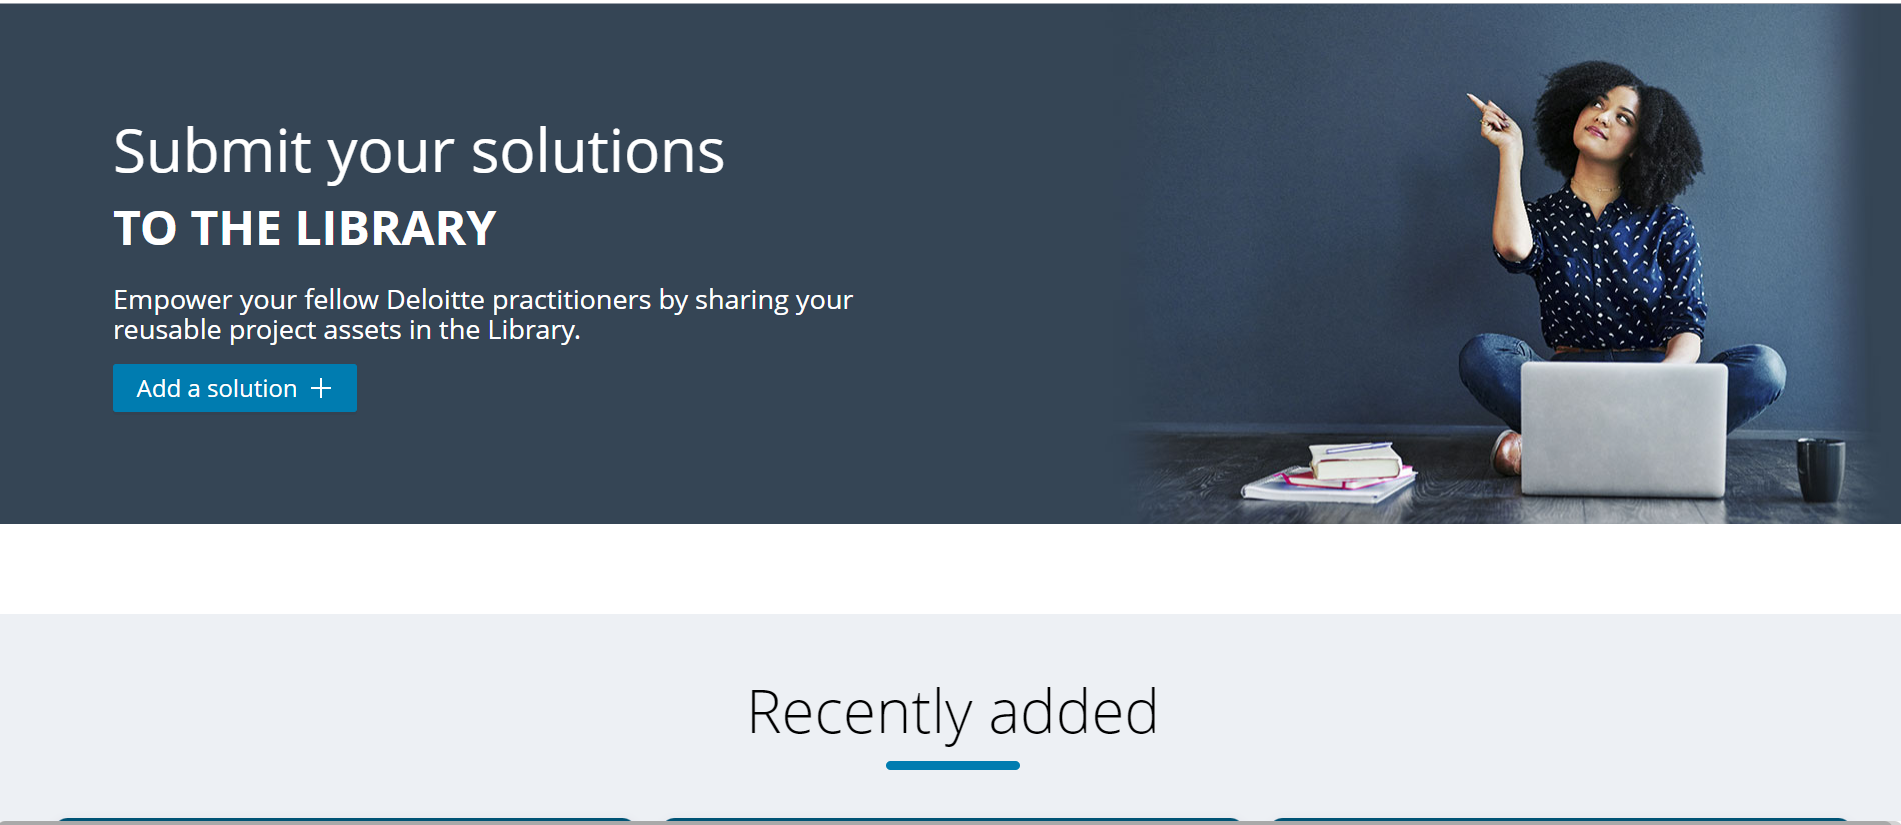 Submit your solutions
TO THE LIBRARY
Empower your fellow Deloitte practitioners by sharing your
reusable project assets in the Library.
Add a solution +
Recently added